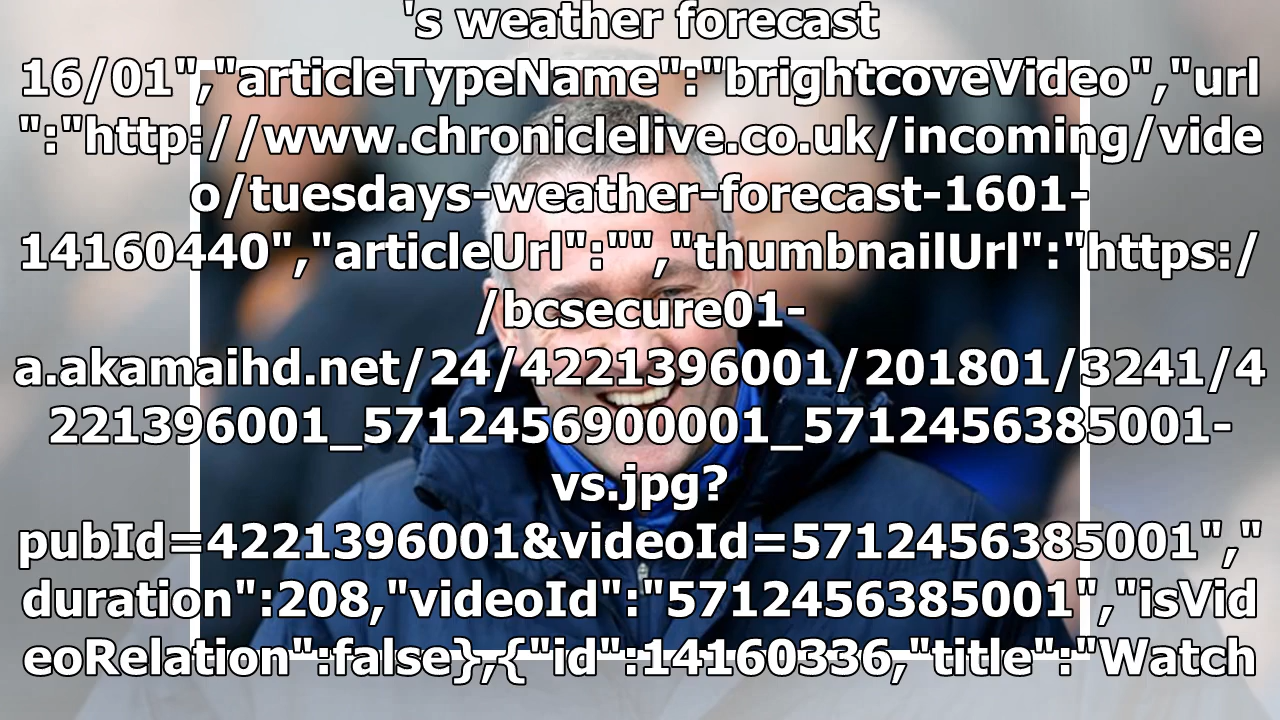 's weather forecast
16/01","articleTypeName":"brightcoveVideo","url
":"http://www.chroniclelive.co.uk/incoming/vide
o/tuesdays-weather-forecast-1601-
14160440","articleUrl":"","thumbnailUrl":"https:/
/bcsecure01-
a.akamaihd.net/24/4221396001/201801/3241/4
221396001_5712456900001_5712456385001-
vs.jpg?
pubId=4221396001&videoId=5712456385001","
duration":208,"videoId":"5712456385001","isVid
eoRelation":false},{"id":14160336,"title":"Watch